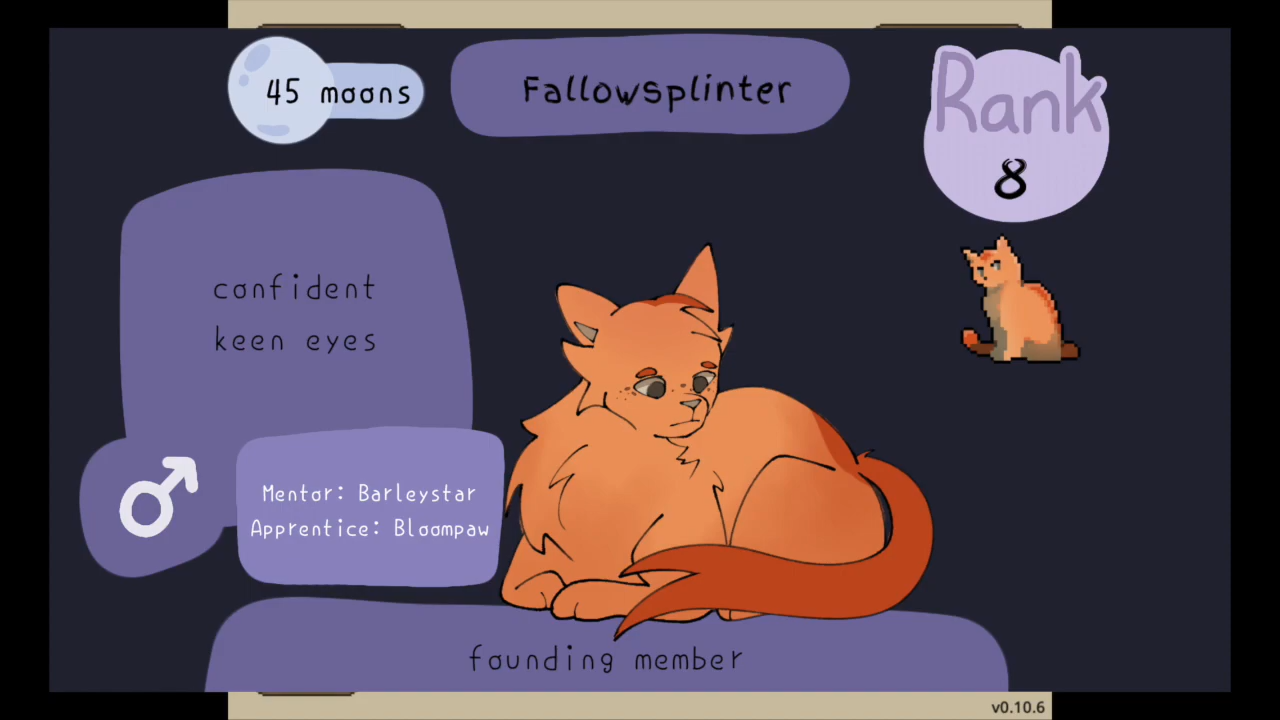 45 moons
Fallowsplinter
Rank
8
confident
keen eyes
Mentor: Barleystar
Apprentice: Bloompaw
founding member
v0.10.6